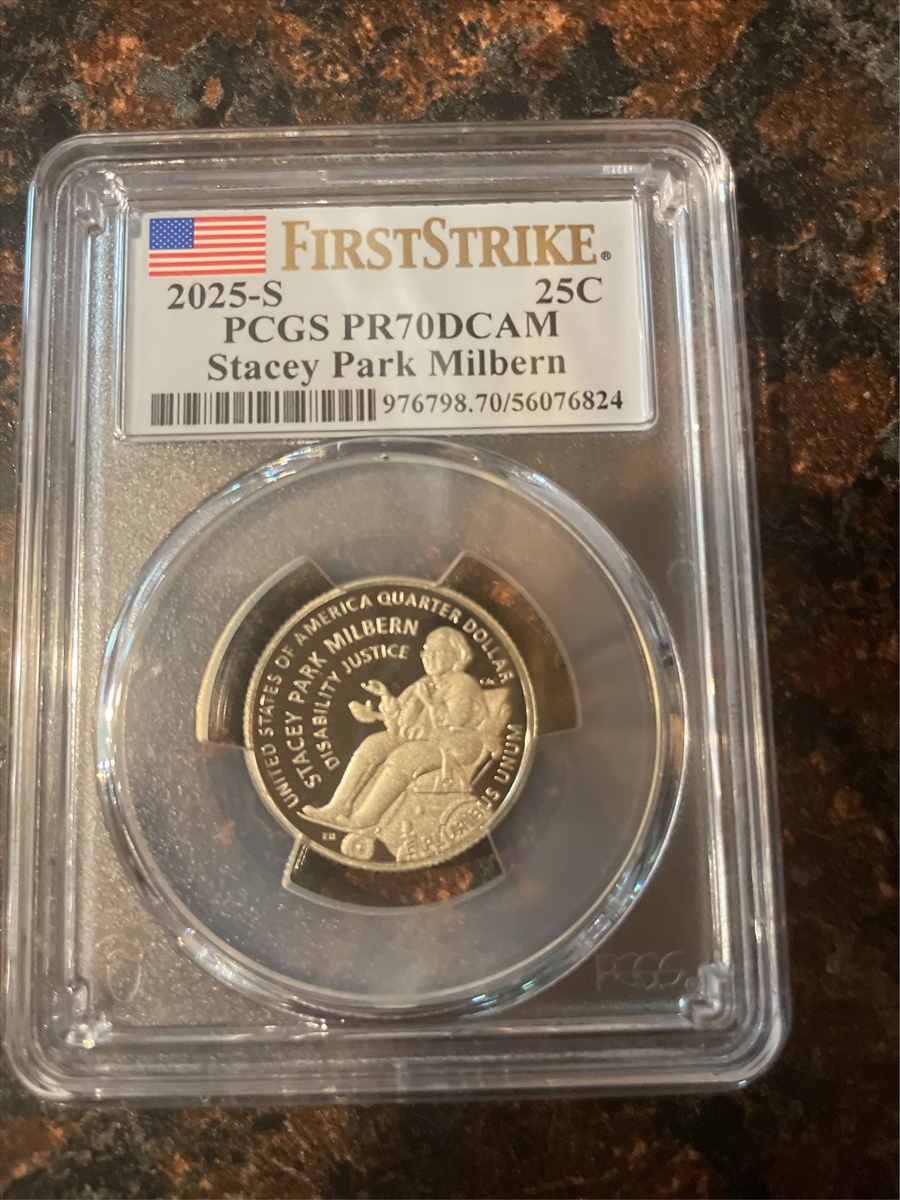 FIRSTSTRIKE®
2025-S 25C
PCGS PR70DCAM
Stacey Park Milbern
976798.70/56076824
UNITED STATES OF AMERICA QUARTER DOLLAR
STACEY PARK MILBERN
DISABILITY JUSTICE
E PLURIBUS UNUM
PCGS